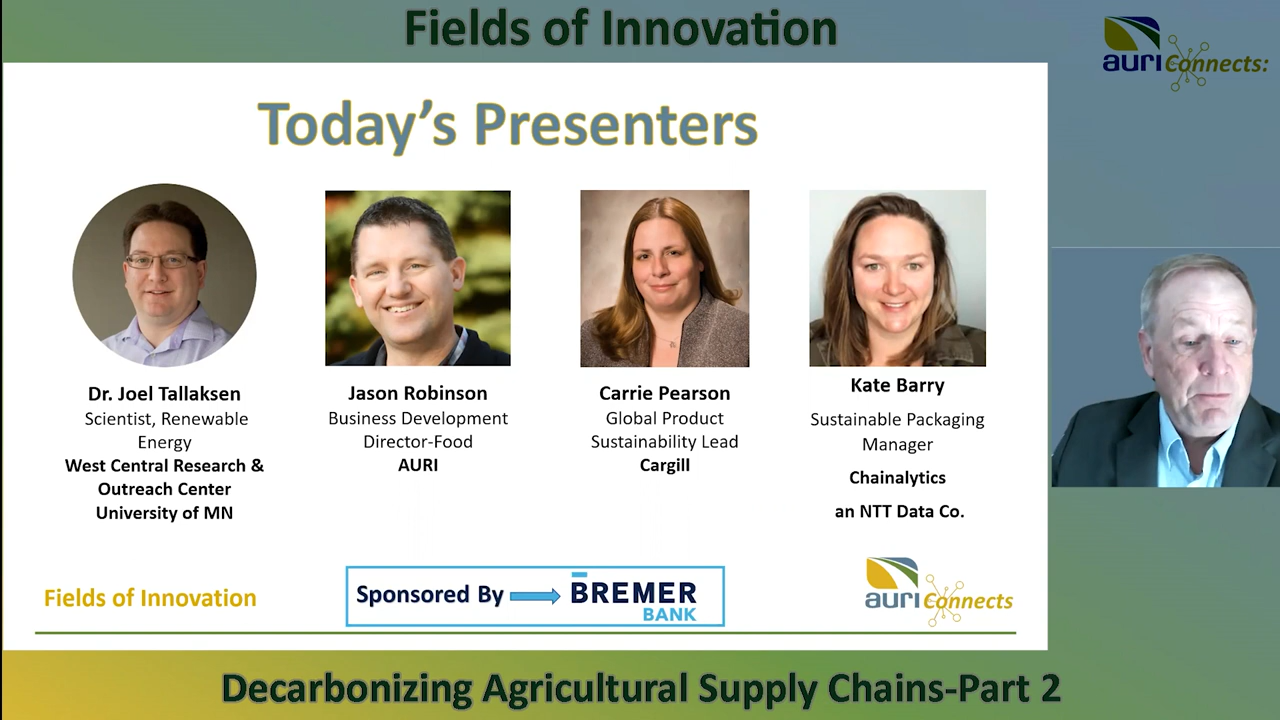 Fields of Innovation
auri Connects:
Today's Presenters
Dr. Joel Tallaksen
Scientist, Renewable
Energy
West Central Research &
Outreach Center
University of MN
Jason Robinson
Business Development
Director-Food
AURI
Carrie Pearson
Global Product
Sustainability Lead
Cargill
Kate Barry
Sustainable Packaging
Manager
Chainalytics
an NTT Data Co.
Fields of Innovation
Sponsored By
BREMER
BANK
auri Connects
Decarbonizing Agricultural Supply Chains-Part 2